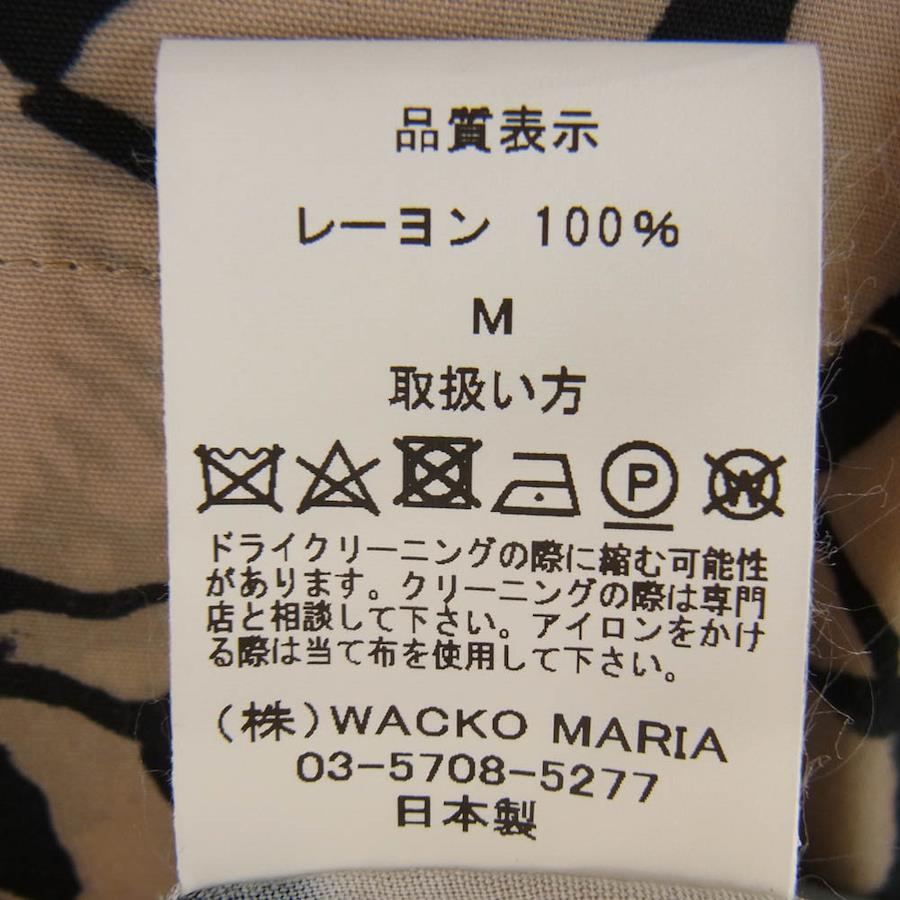 品質表示
レーヨン 100%
M
取扱い方
P W
ドライクリーニングの際に縮む可能性
があります。クリーニングの際は専門
店と相談して下さい。アイロンをかけ
る際は当て布を使用して下さい。
(株)WACKO MARIA
03-5708-5277
日本製